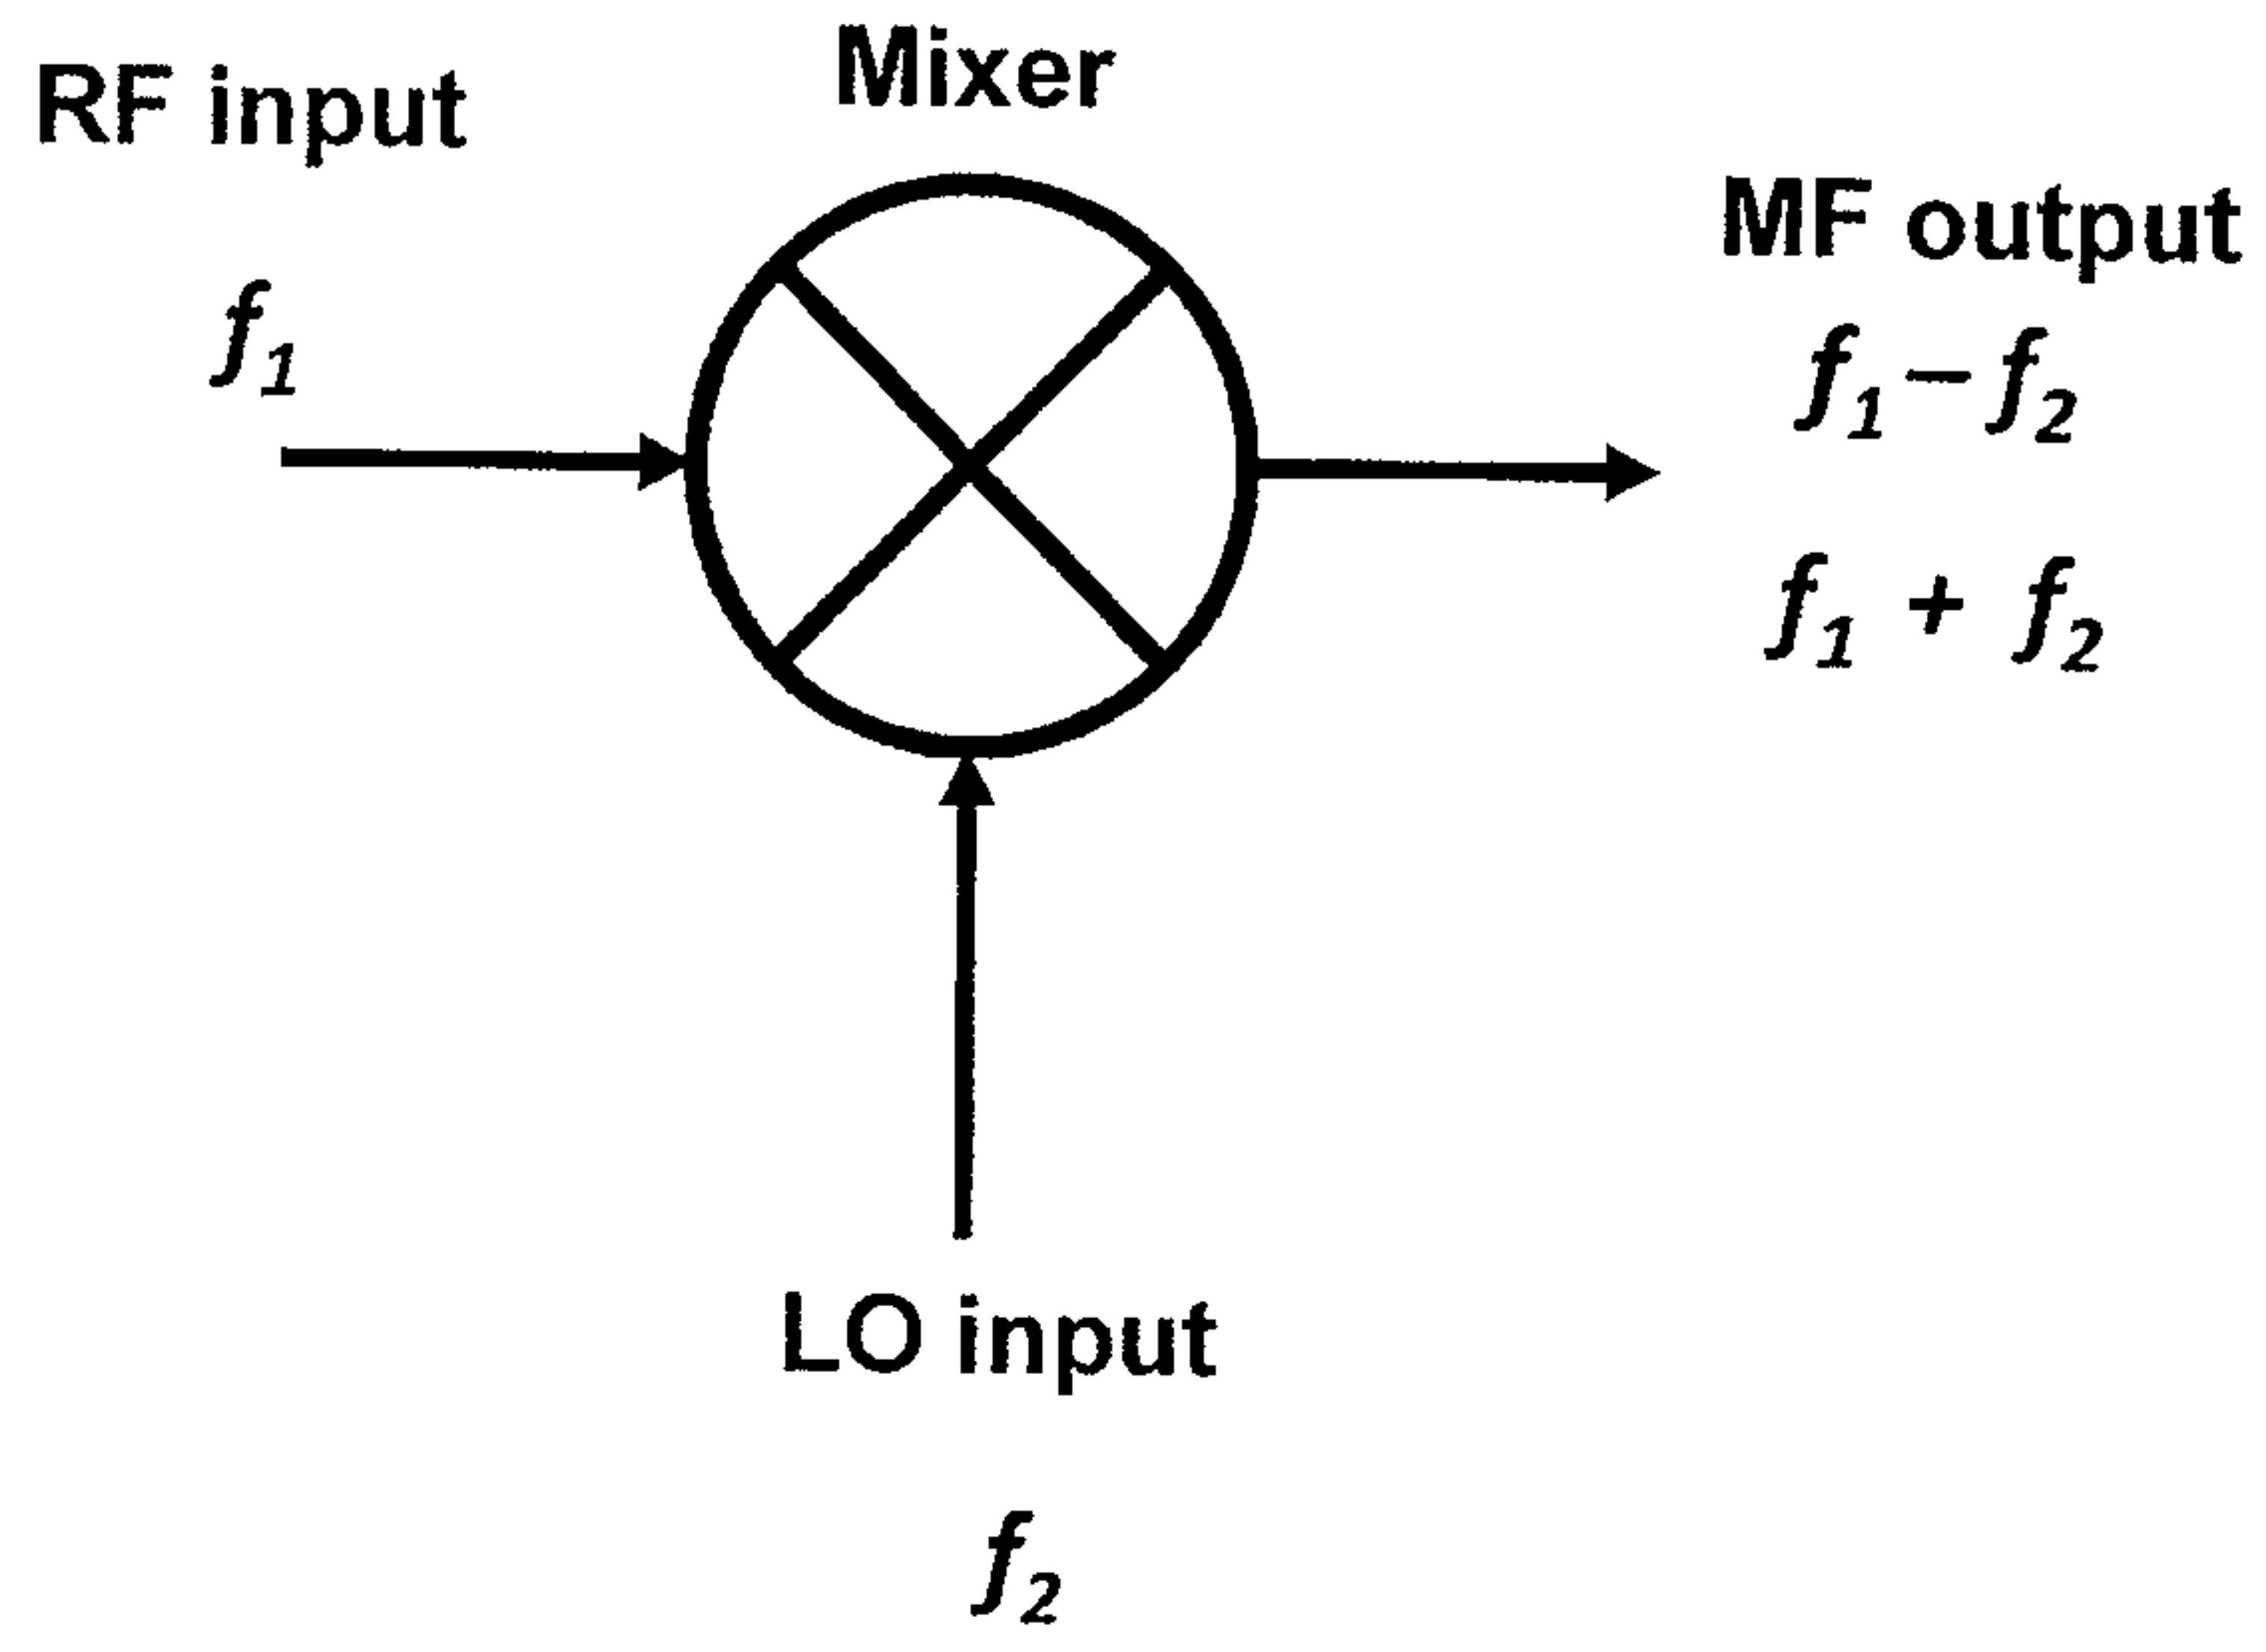 Mixer
RF input
MF output
f1
f1 – f2
f1 + f2
LO input
f2